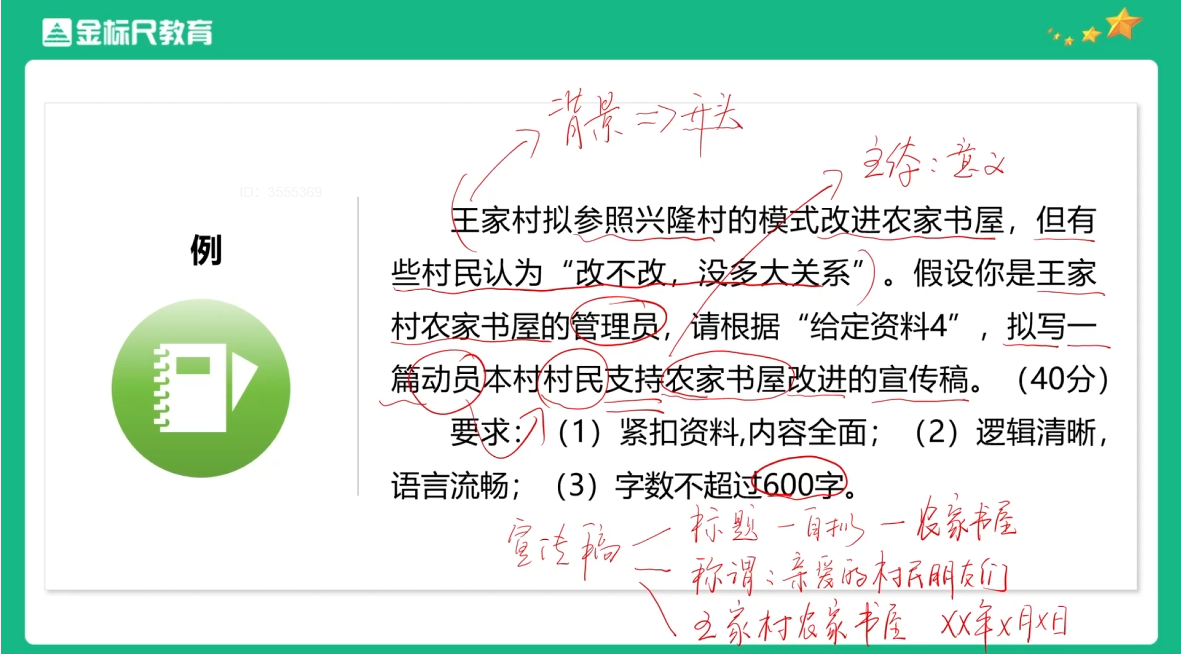 金标尺教育
背景 => 开头
主体：意义
ID: 3555369
例
王家村拟参照兴隆村的模式改进农家书屋，但有
些村民认为“改不改，没多大关系”。假设你是王家
村农家书屋的管理员，请根据“给定资料4”，拟写一
篇动员本村村民支持农家书屋改进的宣传稿。（40分）
要求：（1）紧扣资料,内容全面；（2）逻辑清晰，
语言流畅；（3）字数不超过600字。
宣传稿
标题 — 自拟 — 农家书屋
称谓：亲爱的村民朋友们
王家村农家书屋 XX年X月X日